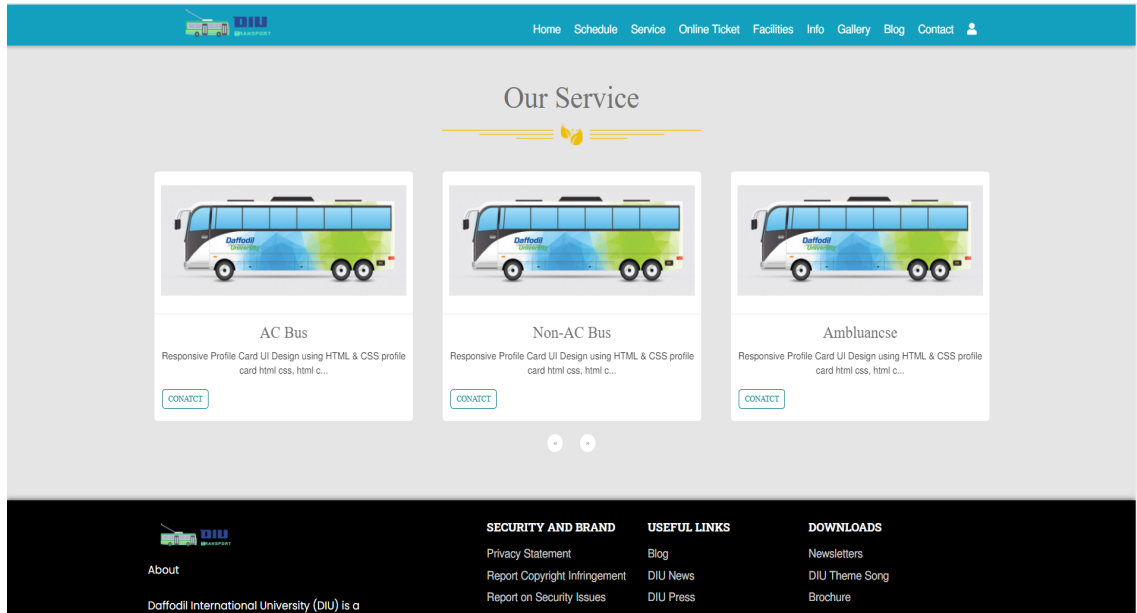 DIU
TRANSPORT
Home Schedule Service Online Ticket Facilities Info Gallery Blog Contact
Our Service
Daffodil
University
Daffodil
University
Daffodil
University
AC Bus
Responsive Profile Card UI Design using HTML & CSS profile
card html css, html c...
CONATCT
Non-AC Bus
Responsive Profile Card UI Design using HTML & CSS profile
card html css, html c...
CONATCT
Ambluancse
Responsive Profile Card UI Design using HTML & CSS profile
card html css, html c...
CONATCT
DIU
TRANSPORT
About
Daffodil International University (DIU) is a
SECURITY AND BRAND
Privacy Statement
Report Copyright Infringement
Report on Security Issues
USEFUL LINKS
Blog
DIU News
DIU Press
DOWNLOADS
Newsletters
DIU Theme Song
Brochure